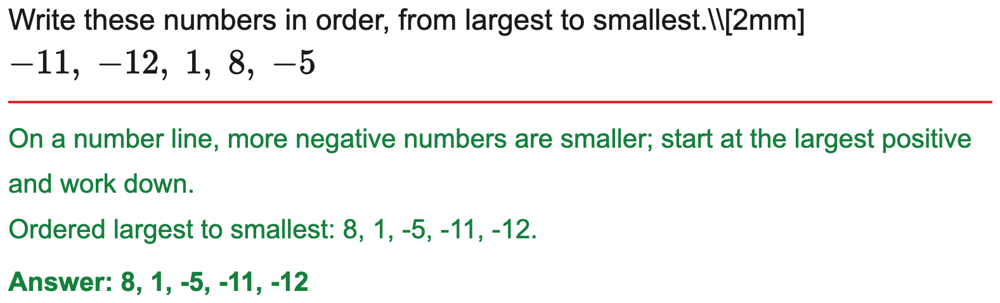 Write these numbers in order, from largest to smallest.\\[2mm]
−11, −12, 1, 8, −5
On a number line, more negative numbers are smaller; start at the largest positive
and work down.
Ordered largest to smallest: 8, 1, -5, -11, -12.
Answer: 8, 1, -5, -11, -12